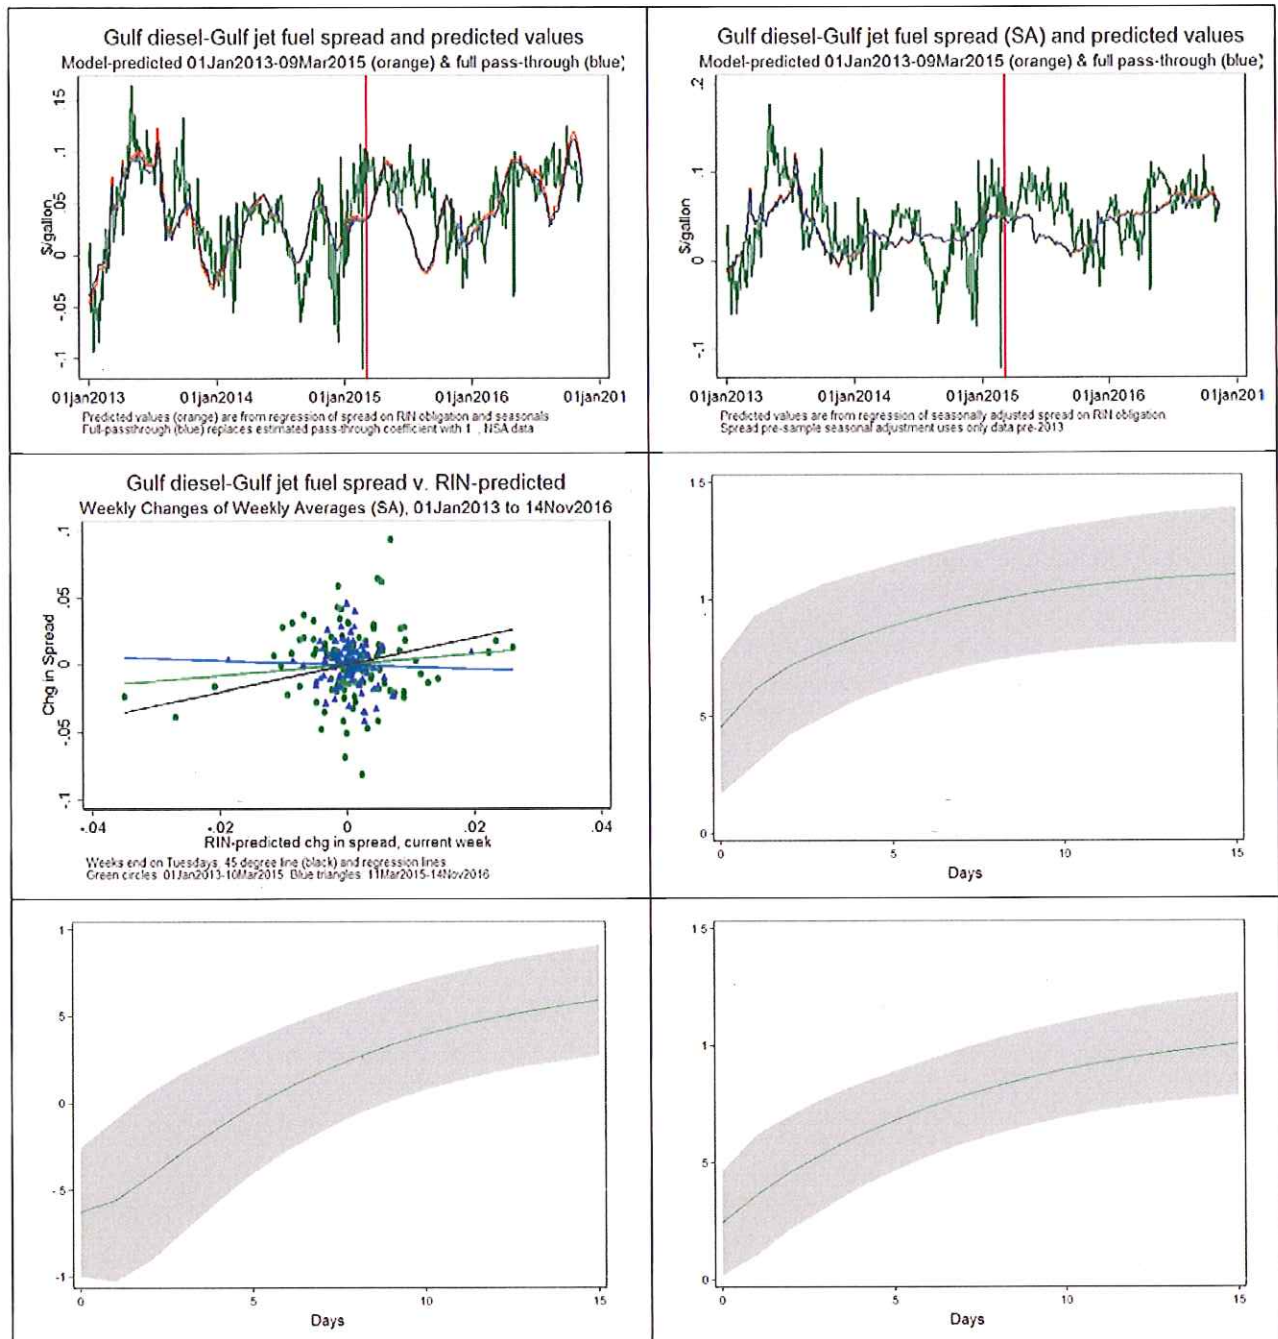 Gulf diesel-Gulf jet fuel spread and predicted values
Model-predicted 01Jan2013-09Mar2015 (orange) & full pass-through (blue)
$/gallon
.15
.1
.05
0
-.05
-.1
01jan2013 01jan2014 01jan2015 01jan2016 01jan201
Predicted values (orange) are from regression of spread on RIN obligation and seasonals
Full-passthrough (blue) replaces estimated pass-through coefficient with 1 , NSA data
Gulf diesel-Gulf jet fuel spread (SA) and predicted values
Model-predicted 01Jan2013-09Mar2015 (orange) & full pass-through (blue)
$/gallon
.2
.1
0
-.1
01jan2013 01jan2014 01jan2015 01jan2016 01jan201
Predicted values are from regression of seasonally adjusted spread on RIN obligation
Spread pre-sample seasonal adjustment uses only data pre-2013
Gulf diesel-Gulf jet fuel spread v. RIN-predicted
Weekly Changes of Weekly Averages (SA), 01Jan2013 to 14Nov2016
Chg in Spread
.1
.05
0
-.05
-.1
-.04 -.02 0 .02 .04
RIN-predicted chg in spread, current week
Weeks end on Tuesdays, 45 degree line (black) and regression lines
Green circles 01Jan2013-10Mar2015 Blue triangles 11Mar2015-14Nov2016
1 5
1
5
0
0 5 10 15
Days
1
5
0
- 5
-1
0 5 10 15
Days
1 5
1
5
0
0 5 10 15
Days